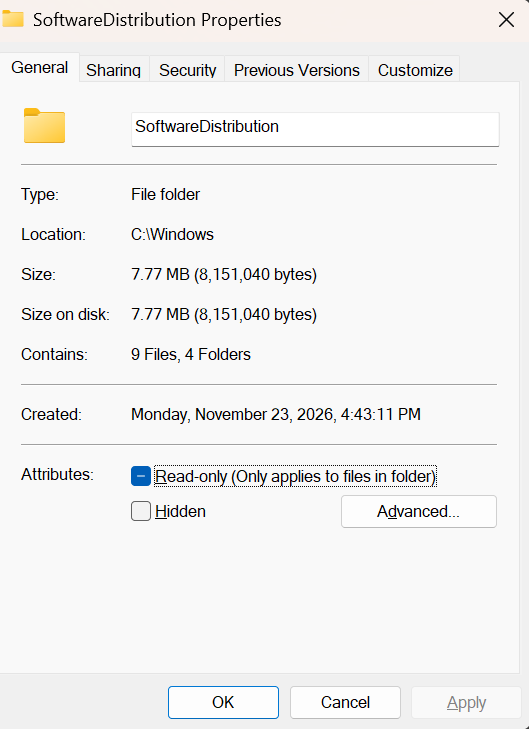 SoftwareDistribution Properties
General Sharing Security Previous Versions Customize
SoftwareDistribution
Type: File folder
Location: C:\Windows
Size: 7.77 MB (8,151,040 bytes)
Size on disk: 7.77 MB (8,151,040 bytes)
Contains: 9 Files, 4 Folders
Created: Monday, November 23, 2026, 4:43:11 PM
Attributes: Read-only (Only applies to files in folder)
Hidden Advanced...
OK Cancel Apply